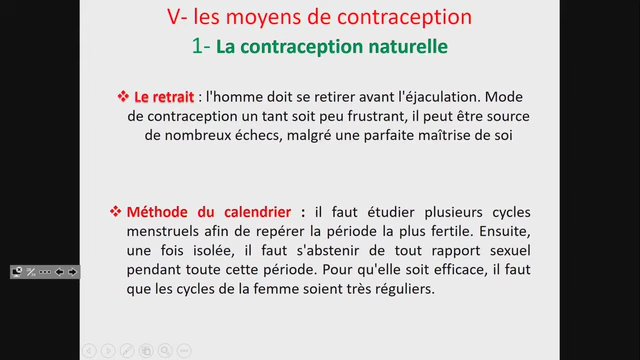 V- les moyens de contraception
1- La contraception naturelle
❖ Le retrait : l'homme doit se retirer avant l'éjaculation. Mode
de contraception un tant soit peu frustrant, il peut être source
de nombreux échecs, malgré une parfaite maîtrise de soi
❖ Méthode du calendrier : il faut étudier plusieurs cycles
menstruels afin de repérer la période la plus fertile. Ensuite,
une fois isolée, il faut s'abstenir de tout rapport sexuel
pendant toute cette période. Pour qu'elle soit efficace, il faut
que les cycles de la femme soient très réguliers.